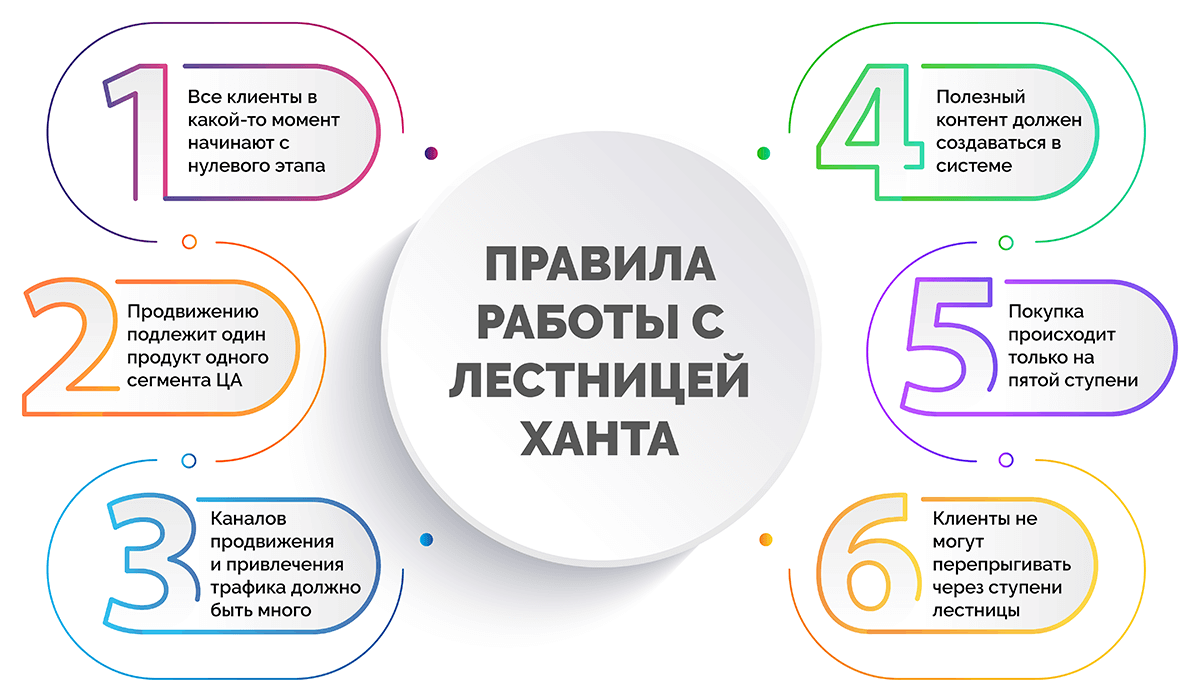 ПРАВИЛА
РАБОТЫ С
ЛЕСТНИЦЕЙ
ХАНТА
1
Все клиенты в
какой-то момент
начинают с
нулевого этапа
2
Продвижению
подлежит один
продукт одного
сегмента ЦА
3
Каналов
продвижения
и привлечения
трафика должно
быть много
4
Полезный
контент должен
создаваться в
системе
5
Покупка
происходит
только на
пятой ступени
6
Клиенты не
могут
перепрыгивать
через ступени
лестницы